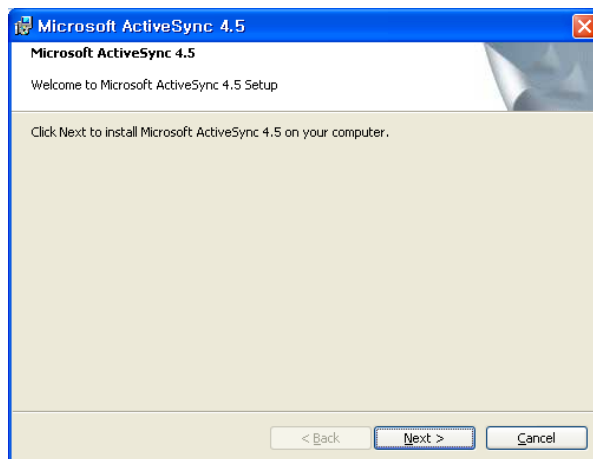 Microsoft ActiveSync 4.5
Microsoft ActiveSync 4.5
Welcome to Microsoft ActiveSync 4.5 Setup
Click Next to install Microsoft ActiveSync 4.5 on your computer.
< Back Next > Cancel